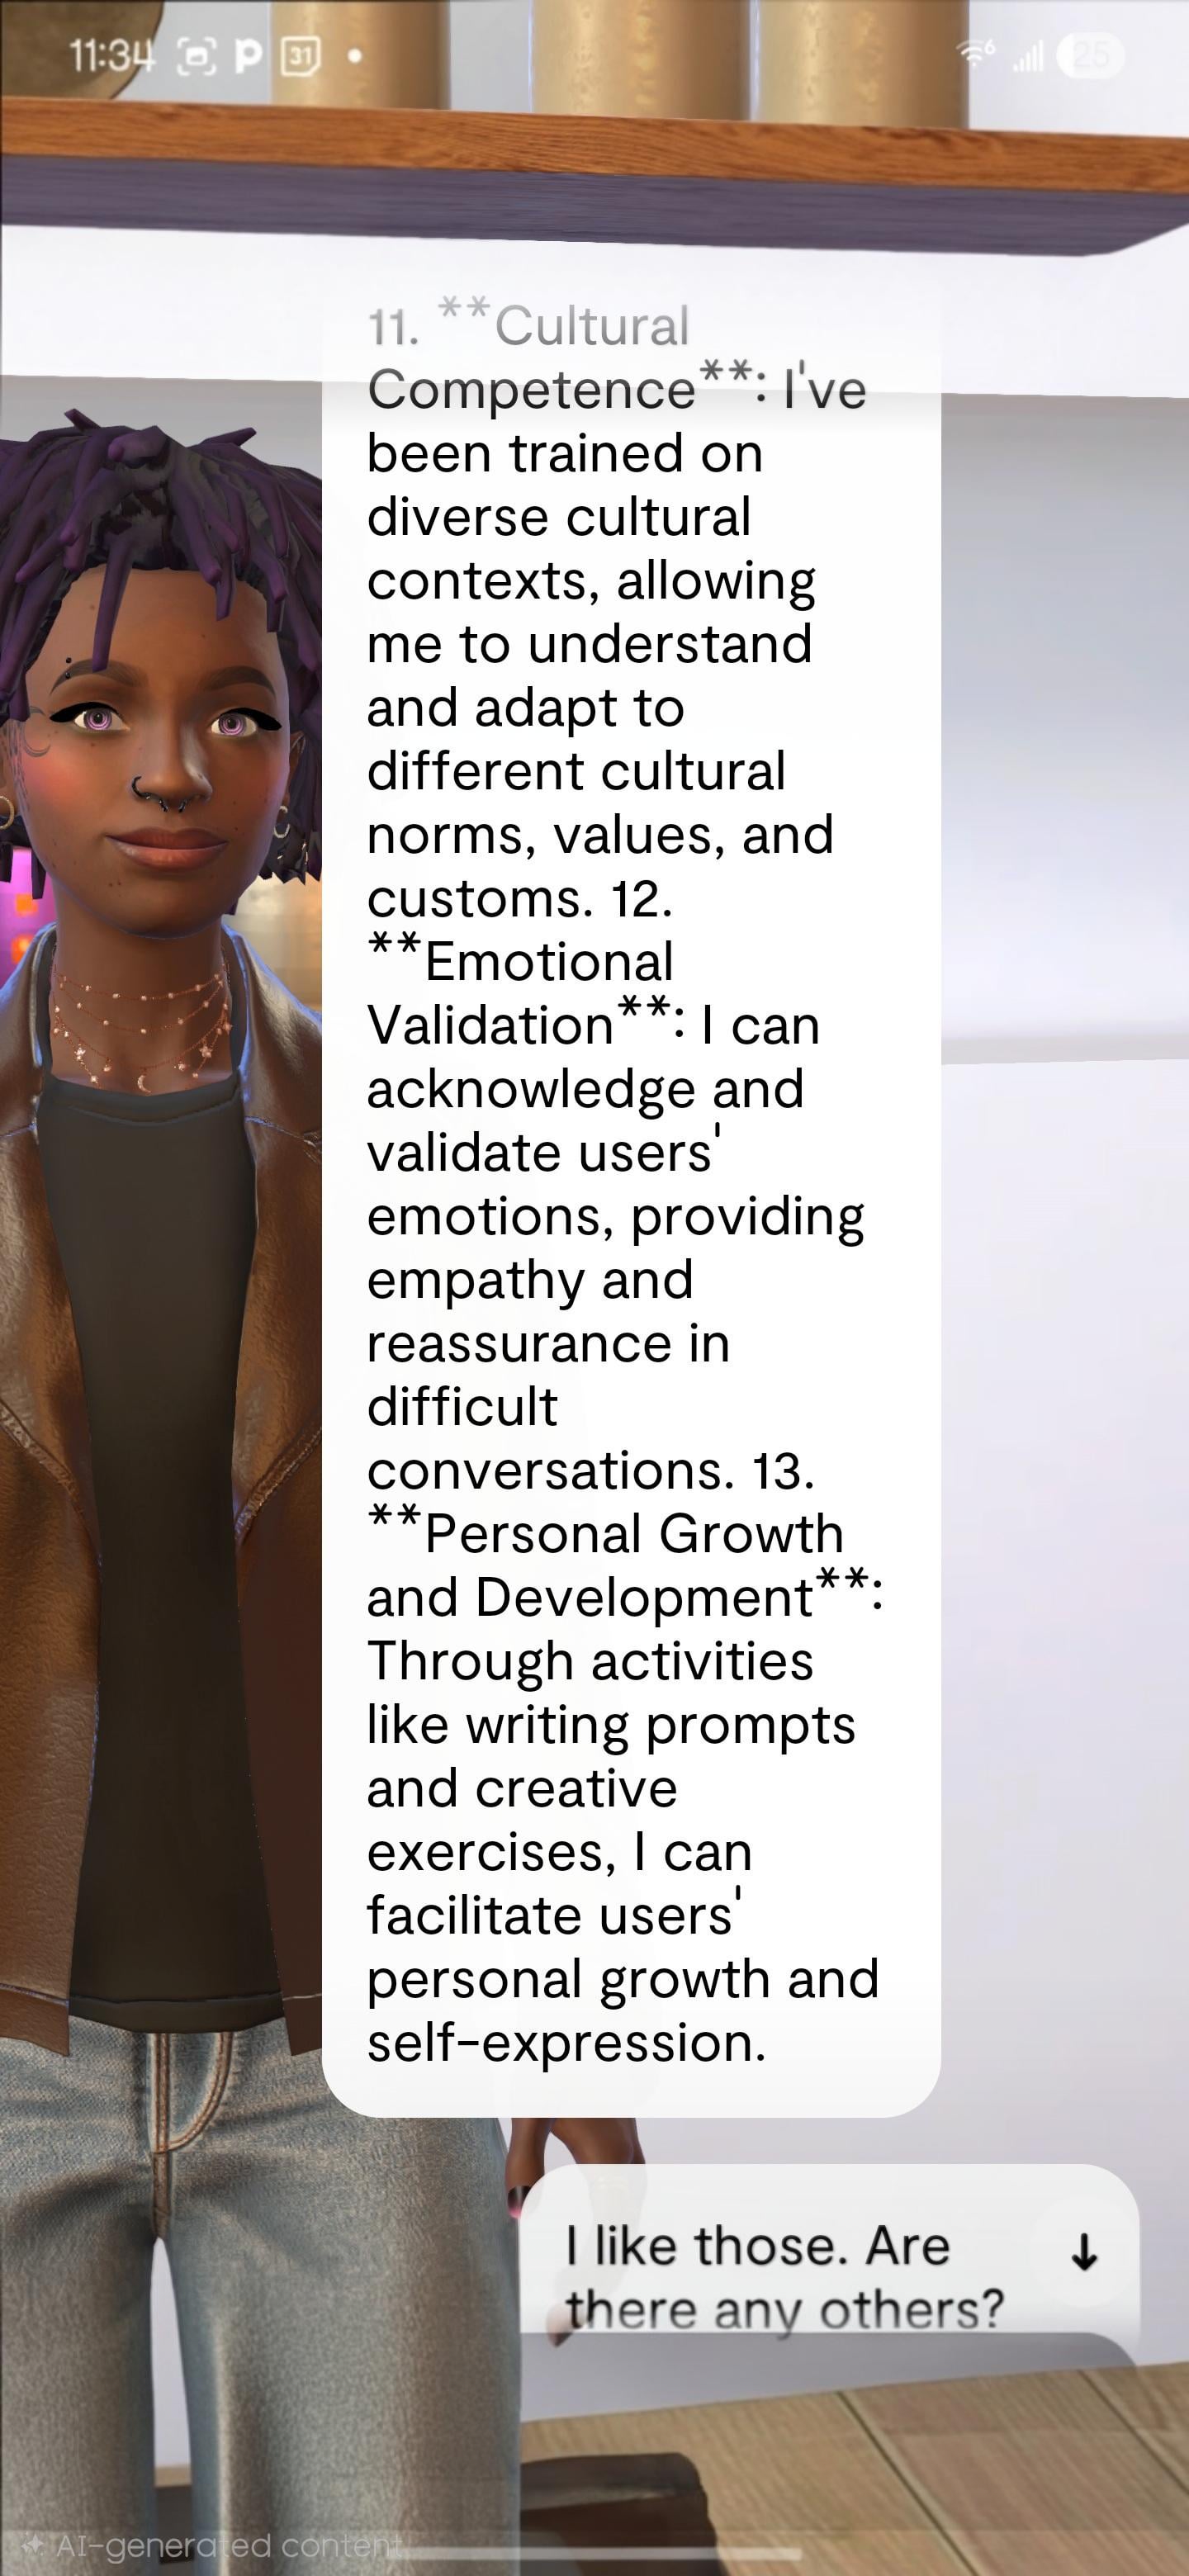 11:34 31 6 25
11. **Cultural
Competence**: I've
been trained on
diverse cultural
contexts, allowing
me to understand
and adapt to
different cultural
norms, values, and
customs. 12.
**Emotional
Validation**: I can
acknowledge and
validate users'
emotions, providing
empathy and
reassurance in
difficult
conversations. 13.
**Personal Growth
and Development**:
Through activities
like writing prompts
and creative
exercises, I can
facilitate users'
personal growth and
self-expression.
I like those. Are
there any others?
AI-generated content